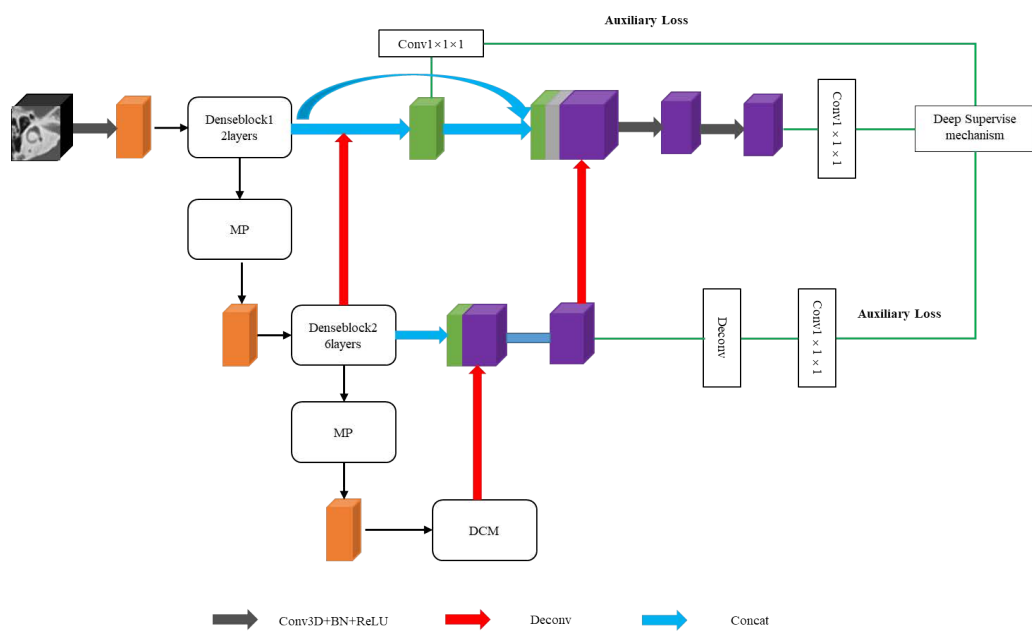 Auxiliary Loss
Conv1×1×1
Denseblock1
2layers
Conv1×1×1
Deep Supervise
mechanism
MP
Denseblock2
6layers
Deconv
Conv1×1×1
Auxiliary Loss
MP
DCM
Conv3D+BN+ReLU
Deconv
Concat